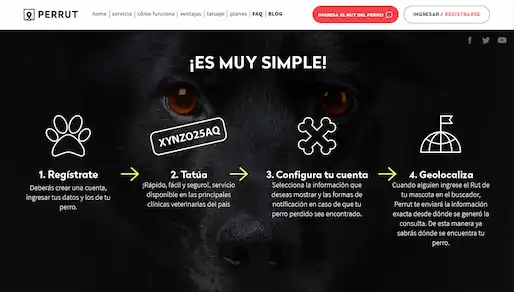 PERRUT
home | servicio | cómo funciona | ventajas | tatuaje | planes | FAQ | BLOG
INGRESA EL RUT DEL PERRO
INGRESAR / REGISTRARSE
¡ES MUY SIMPLE!
XYNZO25AQ
1. Regístrate
Deberás crear una cuenta,
ingresar tus datos y los de tu
perro.
2. Tatúa
¡Rápido, fácil y seguro!, servicio
disponible en las principales
clínicas veterinarias del país
3. Configura tu cuenta
Selecciona la información que
deseas mostrar y las formas de
notificación en caso de que tu
perro perdido sea encontrado.
4. Geolocaliza
Cuando alguien ingrese el Rut de
tu mascota en el buscador,
Perrut te enviará la información
exacta desde dónde se generó la
consulta. De esta manera ya
sabrás dónde se encuentra tu
perro.